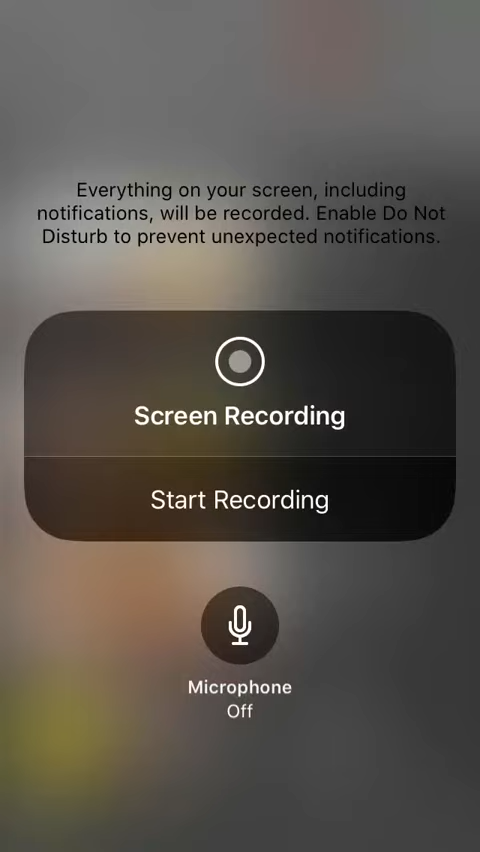 Everything on your screen, including
notifications, will be recorded. Enable Do Not
Disturb to prevent unexpected notifications.
Screen Recording
Start Recording
Microphone
Off